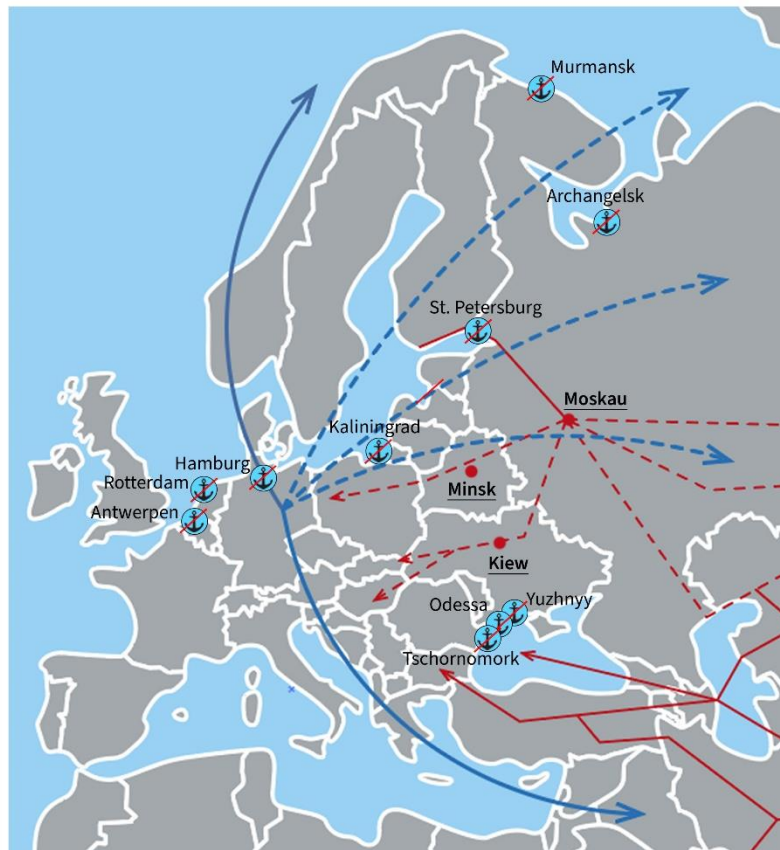 Murmansk
Archangelsk
St. Petersburg
Moskau
Kaliningrad
Hamburg
Rotterdam
Minsk
Antwerpen
Kiew
Odessa
Yuzhnyy
Tschornomork